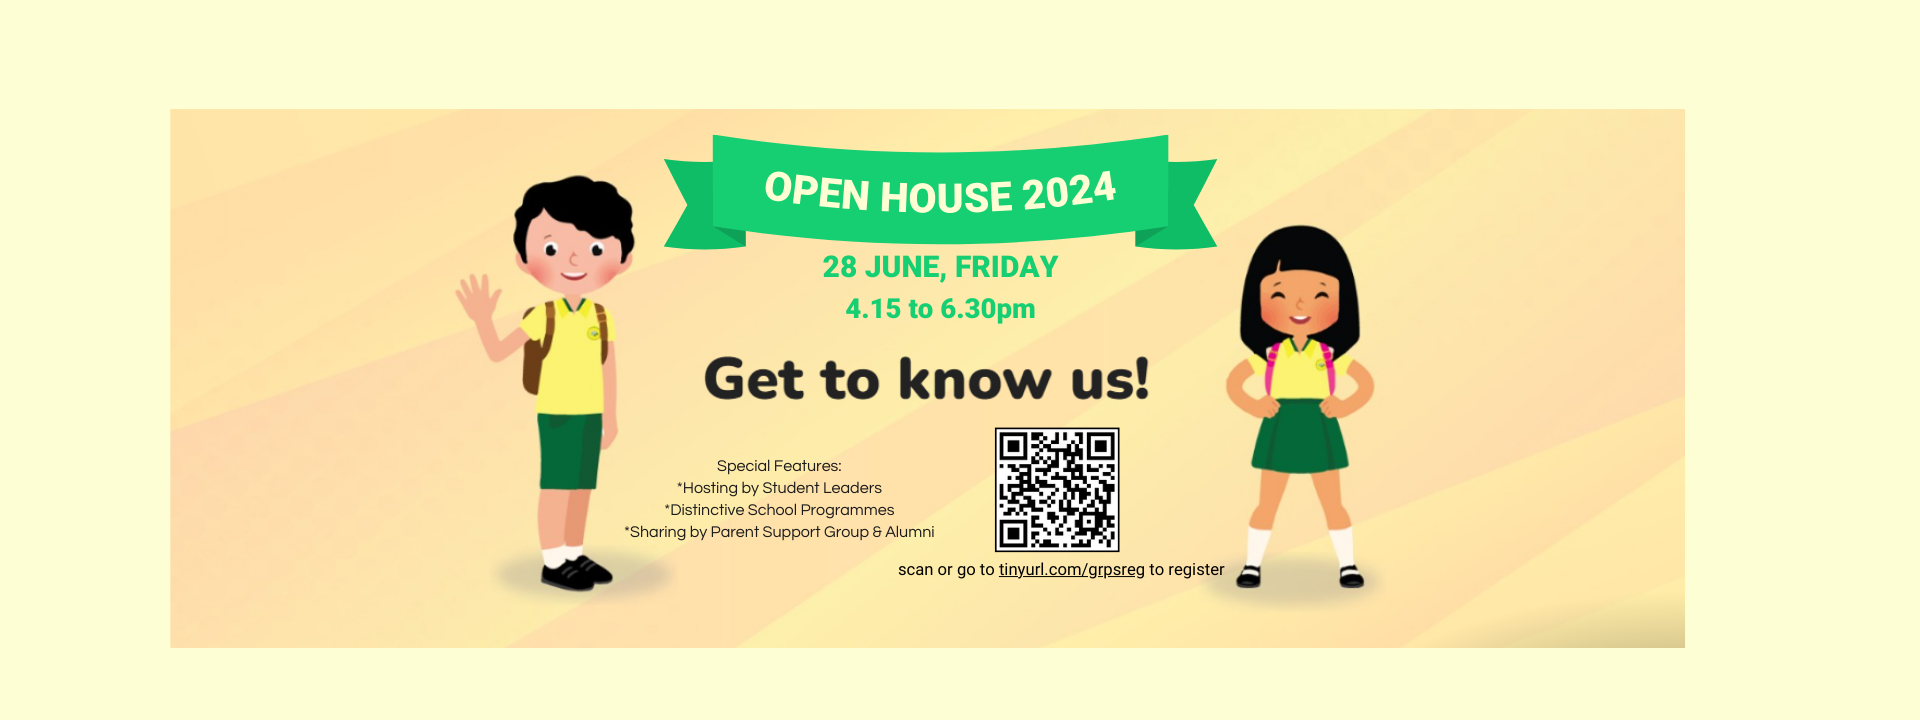 OPEN HOUSE 2024
28 JUNE, FRIDAY
4.15 to 6.30pm
Get to know us!
Special Features:
*Hosting by Student Leaders
*Distinctive School Programmes
*Sharing by Parent Support Group & Alumni
scan or go to tinyurl.com/grpsreg to register